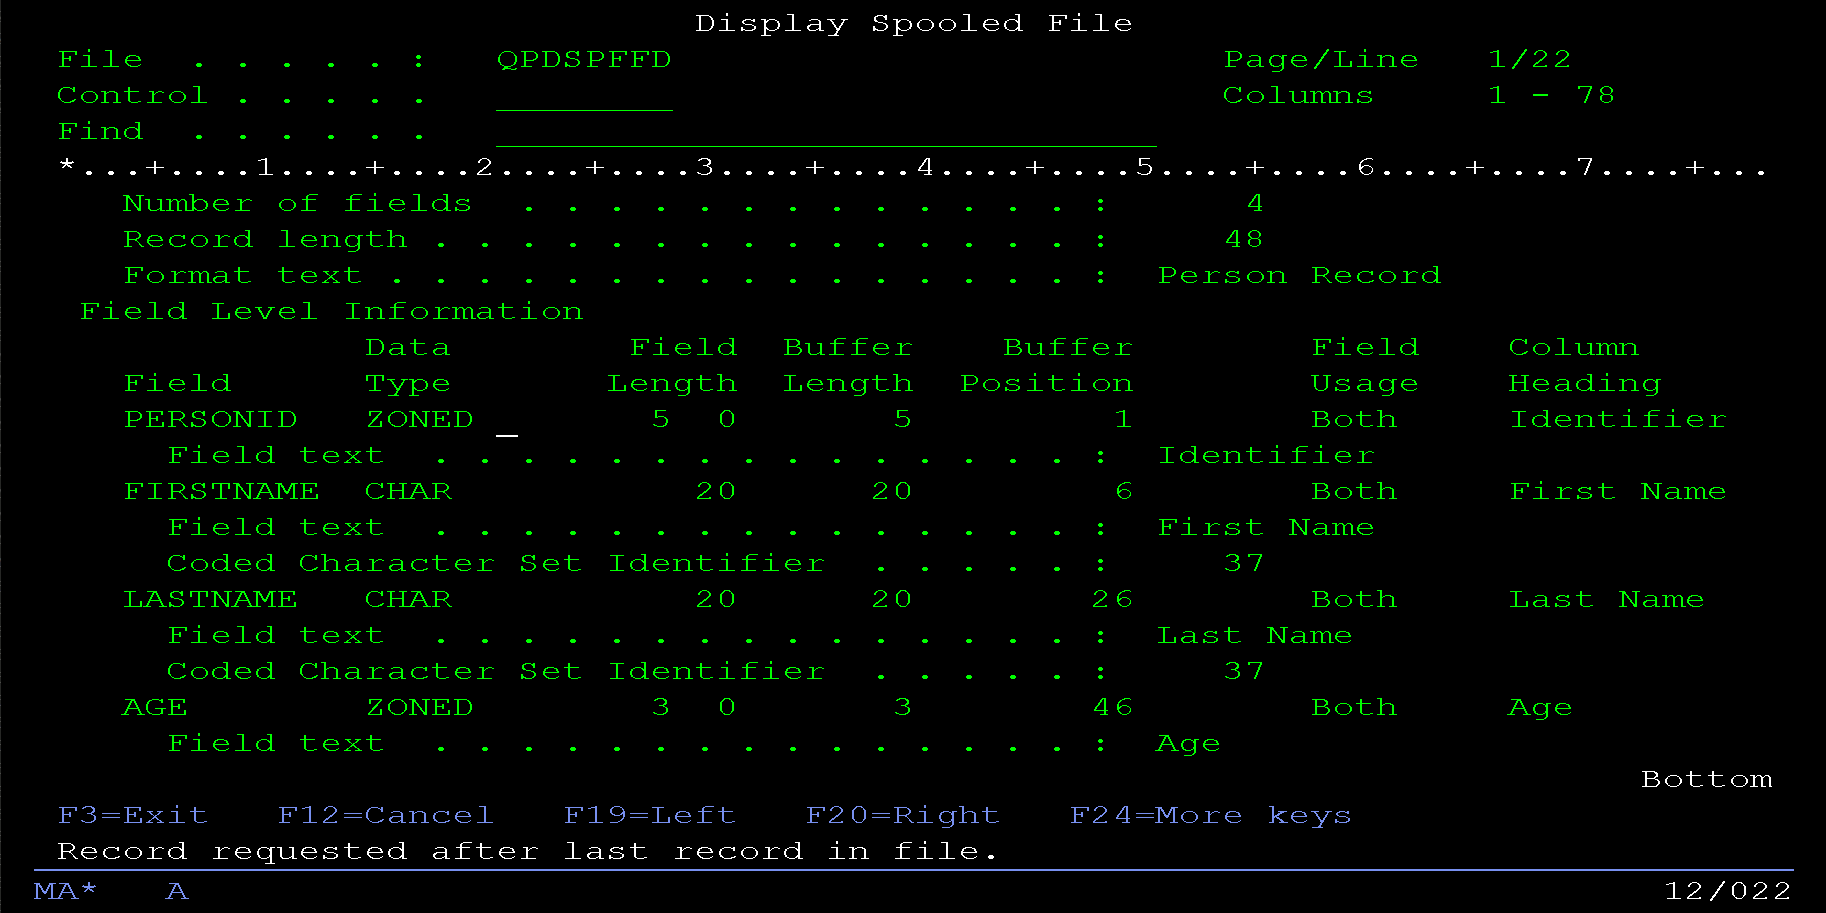 Display Spooled File
File  . . . . . :   QPDSPFFD                         Page/Line   1/22
Control . . . . .   ________                         Columns     1 - 78
Find  . . . . . .   ______________________________
*...+....1....+....2....+....3....+....4....+....5....+....6....+....7....+...
Number of fields  . . . . . . . . . . . . . . :       4
Record length . . . . . . . . . . . . . . . . :      48
Format text . . . . . . . . . . . . . . . . . :  Person Record
Field Level Information
Data        Field  Buffer    Buffer        Field    Column
Field      Type       Length  Length  Position        Usage    Heading
PERSONID   ZONED        5  0       5         1        Both     Identifier
Field text  . . . . . . . . . . . . . . . . :  Identifier
FIRSTNAME  CHAR           20      20         6        Both     First Name
Field text  . . . . . . . . . . . . . . . . :  First Name
Coded Character Set Identifier  . . . . . :     37
LASTNAME   CHAR           20      20        26        Both     Last Name
Field text  . . . . . . . . . . . . . . . . :  Last Name
Coded Character Set Identifier  . . . . . :     37
AGE        ZONED        3  0       3        46        Both     Age
Field text  . . . . . . . . . . . . . . . . :  Age
Bottom
F3=Exit   F12=Cancel   F19=Left   F20=Right   F24=More keys
Record requested after last record in file.
MA*   A   12/022